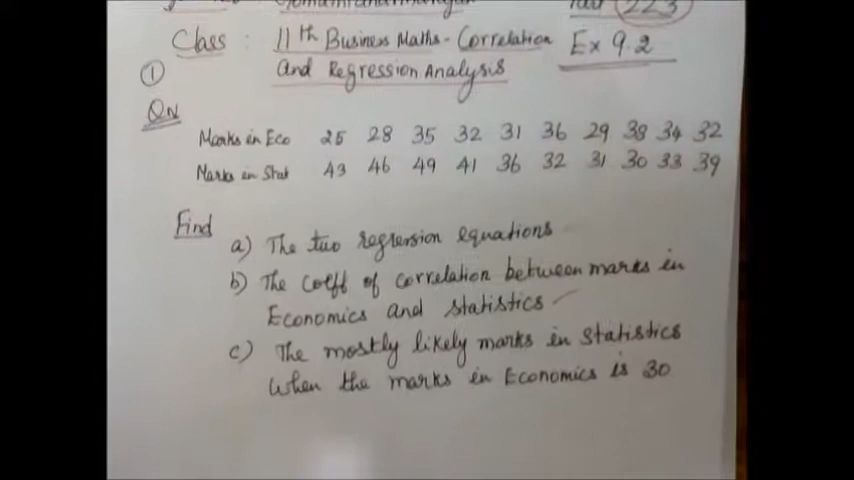 Class : 11th Business Maths - Correlation Ex 9.2
① and Regression Analysis
QN
Marks in Eco 25 28 35 32 31 36 29 38 34 32
Marks in Stat 43 46 49 41 36 32 31 30 33 39
Find
a) The two regression equations
b) The coeff of correlation between marks in
Economics and statistics
c) The mostly likely marks in Statistics
when the marks in Economics is 30